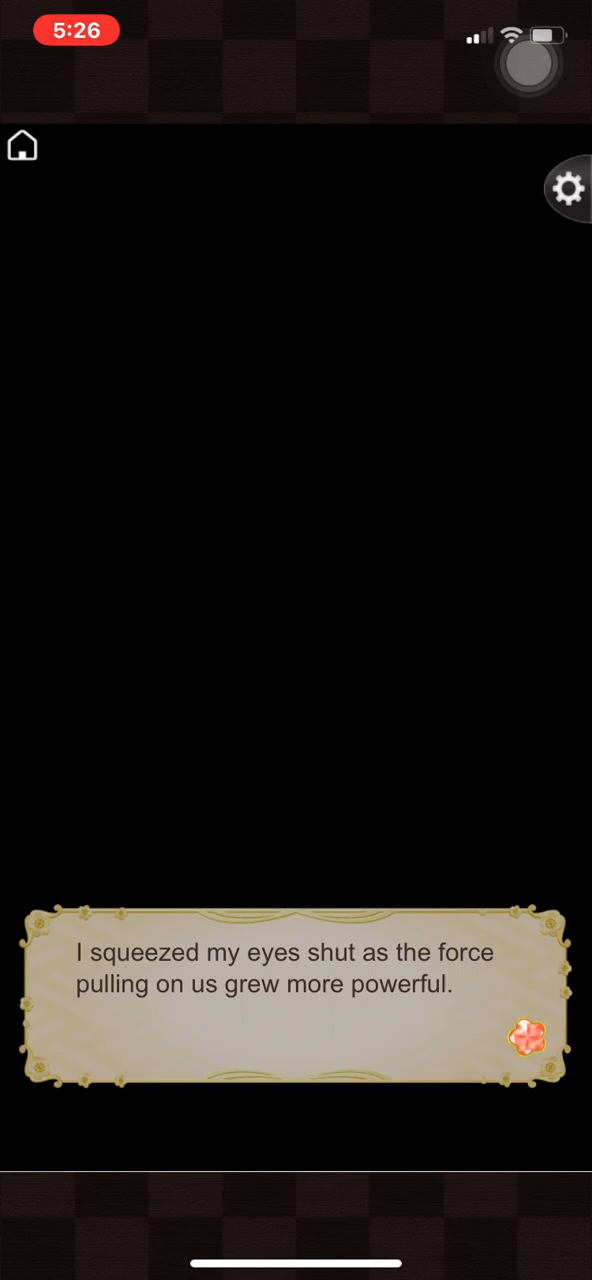 5:26
I squeezed my eyes shut as the force
pulling on us grew more powerful.